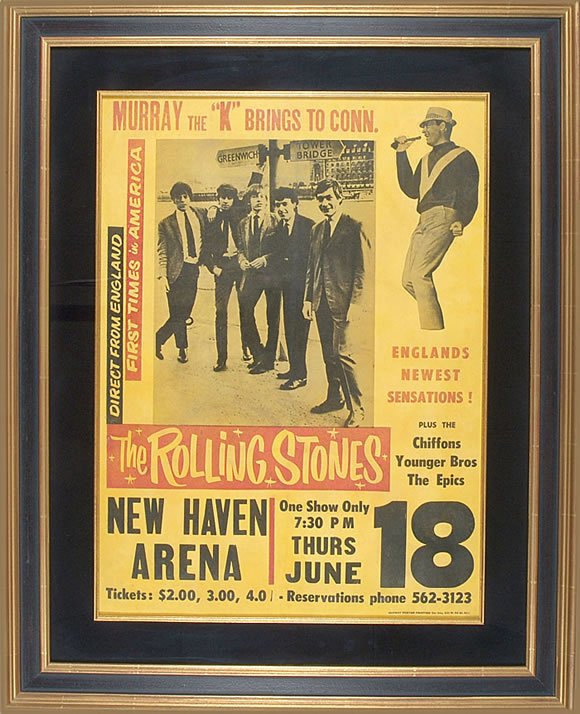 MURRAY THE "K" BRINGS TO CONN.
DIRECT FROM ENGLAND
FIRST TIMES in AMERICA
GREENWICH
TOWER
BRIDGE
ENGLANDS
NEWEST
SENSATIONS !
PLUS THE
Chiffons
Younger Bros
The Epics
The ROLLING STONES
NEW HAVEN
ARENA
One Show Only
7:30 PM
THURS
JUNE
18
Tickets: $2.00, 3.00, 4.0 - Reservations phone 562-3123